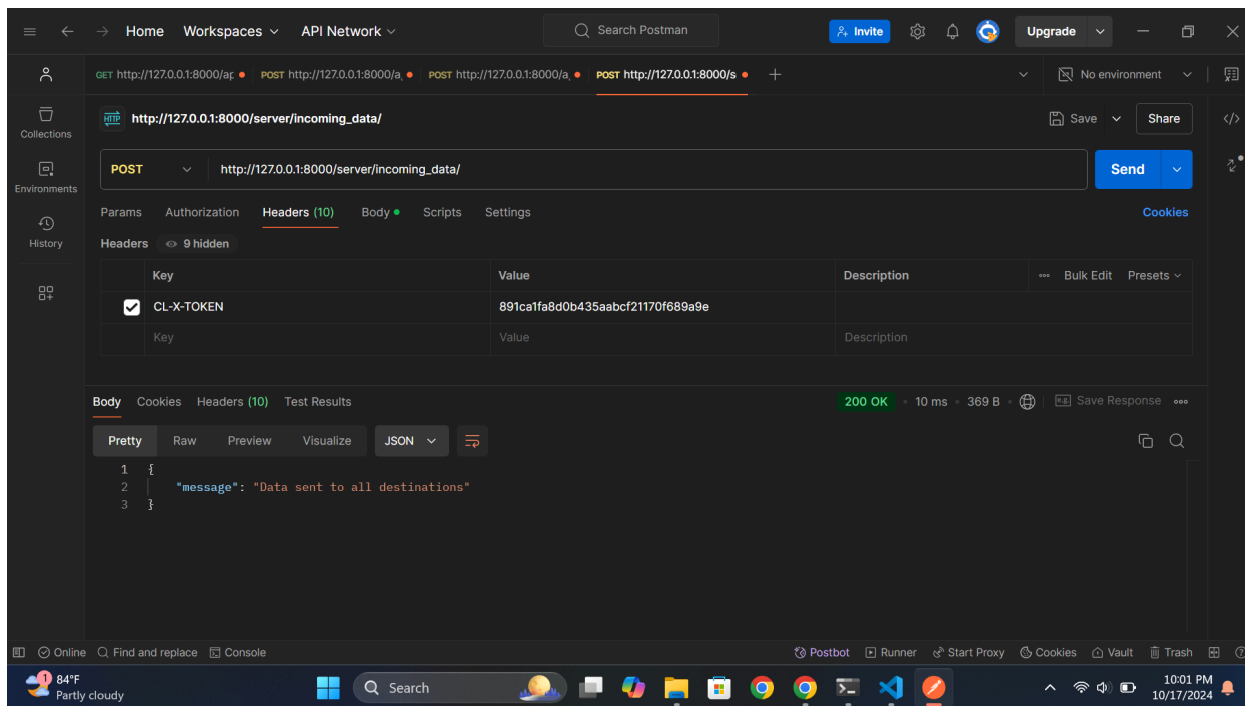 Home Workspaces API Network Search Postman Invite Upgrade
GET http://127.0.0.1:8000/ap POST http://127.0.0.1:8000/a POST http://127.0.0.1:8000/a POST http://127.0.0.1:8000/s No environment
HTTP http://127.0.0.1:8000/server/incoming_data/ Save Share
Collections
POST http://127.0.0.1:8000/server/incoming_data/ Send
Environments
Params Authorization Headers (10) Body Scripts Settings Cookies
History
Headers 9 hidden
Key Value Description Bulk Edit Presets
CL-X-TOKEN 891ca1fa8d0b435aabcf21170f689a9e
Key Value Description
Body Cookies Headers (10) Test Results 200 OK 10 ms 369 B Save Response
Pretty Raw Preview Visualize JSON
1 {
2 "message": "Data sent to all destinations"
3 }
Online Find and replace Console Postbot Runner Start Proxy Cookies Vault Trash
1 84°F
Partly cloudy
Search
10:01 PM
10/17/2024